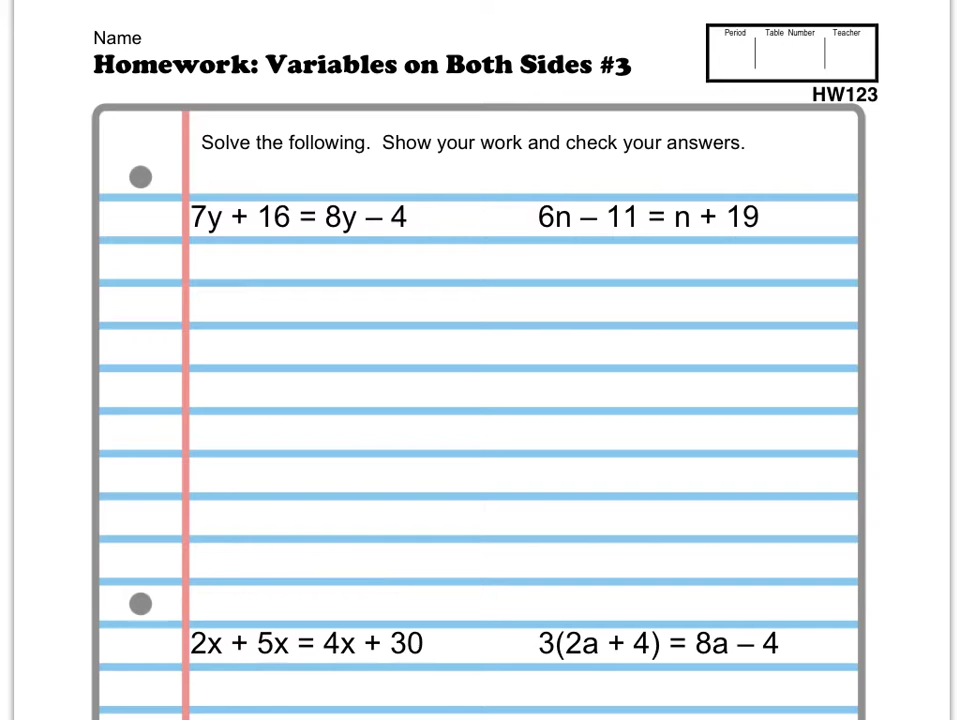 Name
Homework: Variables on Both Sides #3
Period Table Number Teacher
HW123
Solve the following. Show your work and check your answers.
7y + 16 = 8y – 4 6n – 11 = n + 19
2x + 5x = 4x + 30 3(2a + 4) = 8a – 4